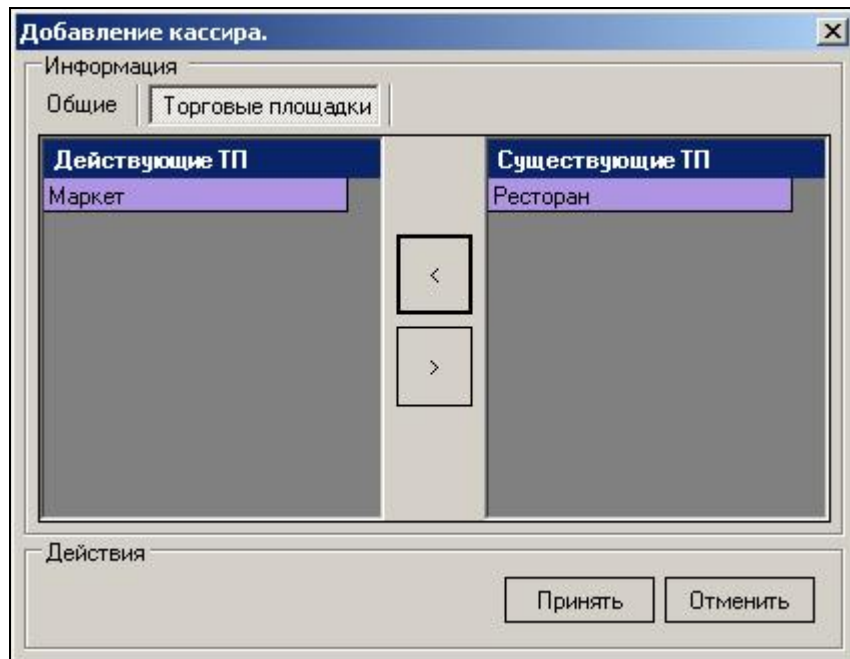 Добавление кассира.
Информация
Общие Торговые площадки
Действующие ТП Существующие ТП
Маркет Ресторан
<
>
Действия
Принять Отменить